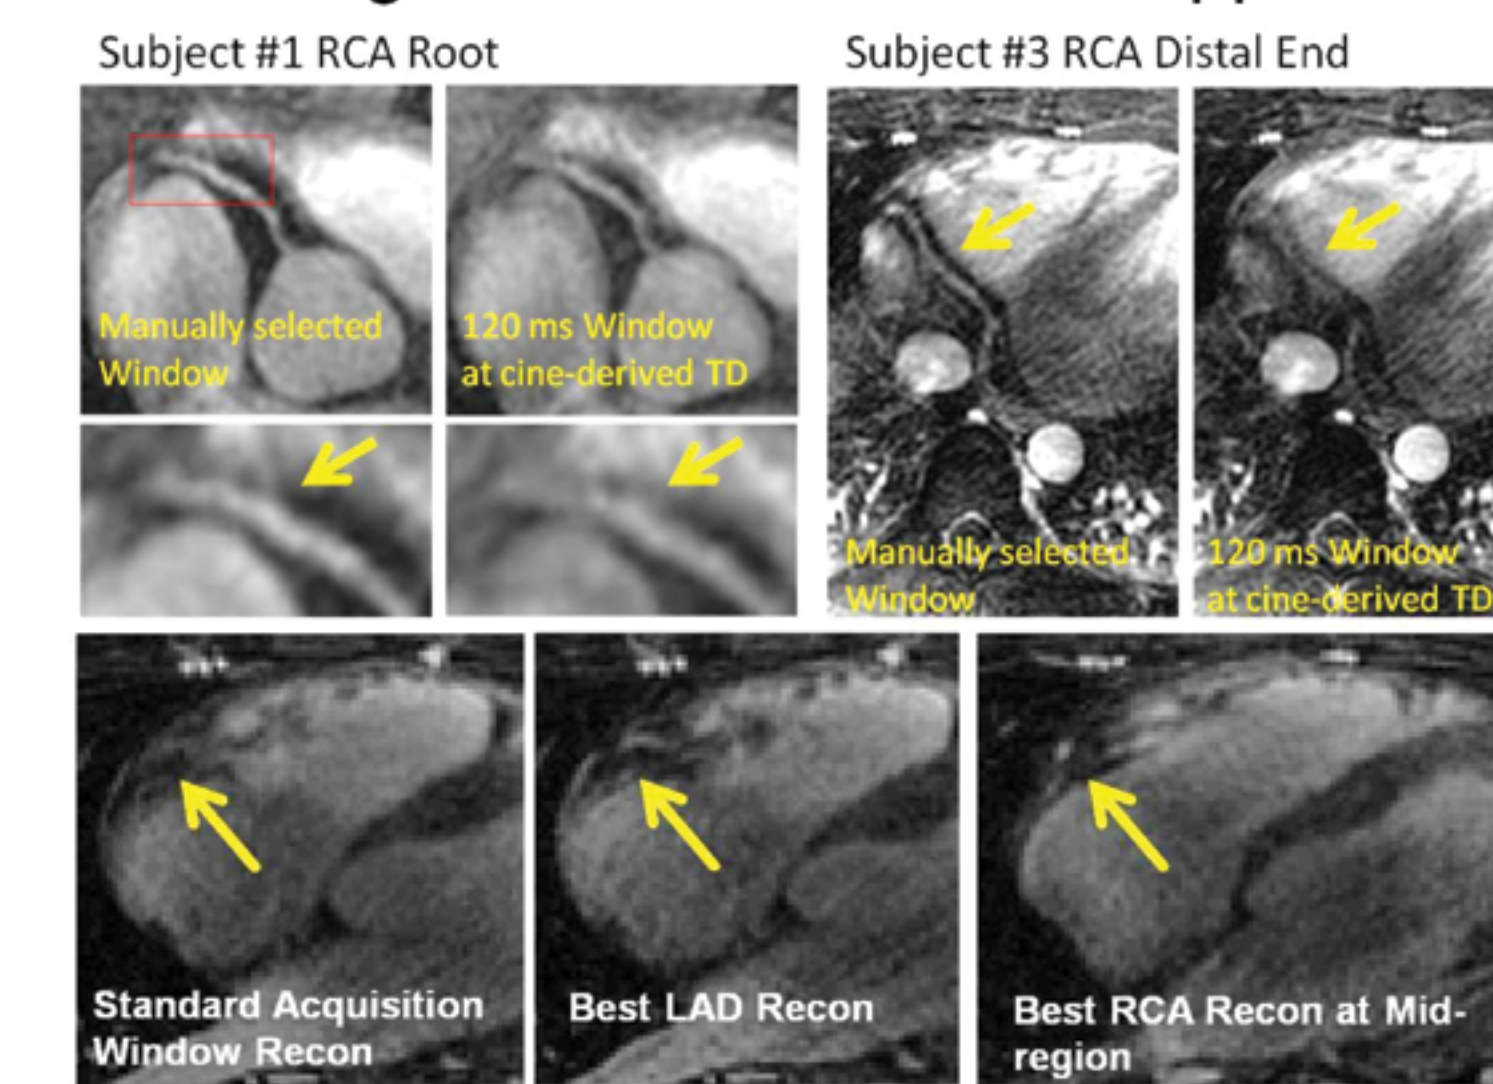 Subject #1 RCA Root
Subject #3 RCA Distal End
Manually selected
Window
120 ms Window
at cine-derived TD
Manually selected
Window
120 ms Window
at cine-derived TD
Standard Acquisition
Window Recon
Best LAD Recon
Best RCA Recon at Mid-
region